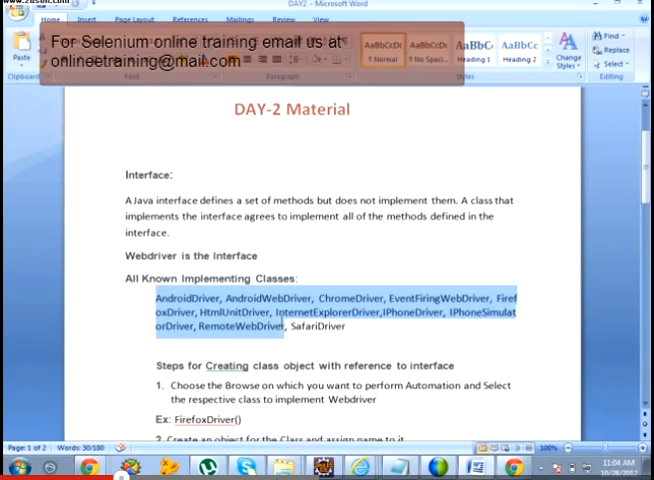 DAY2 - Microsoft Word
Home Insert Page Layout References Mailings Review View
For Selenium online training email us at
onlineetraining@mail.com
Paste
AaBbCcDc AaBbCcDc AaBbC AaBbCc
¶ Normal ¶ No Spaci... Heading 1 Heading 2
Change
Styles
Find
Replace
Select
Clipboard Font Paragraph Styles Editing
DAY-2 Material
Interface:
A Java interface defines a set of methods but does not implement them. A class that
implements the interface agrees to implement all of the methods defined in the
interface.
Webdriver is the Interface
All Known Implementing Classes:
AndroidDriver, AndroidWebDriver, ChromeDriver, EventFiringWebDriver, Firef
oxDriver, HtmlUnitDriver, InternetExplorerDriver,IPhoneDriver, IPhoneSimulat
orDriver, RemoteWebDriver, SafariDriver
Steps for Creating class object with reference to interface
1. Choose the Browse on which you want to perform Automation and Select
the respective class to implement Webdriver
Ex: FirefoxDriver()
2. Create an object for the Class and assign name to it
Page: 1 of 2 Words: 30/180 100%
11:04 AM
10/28/2012